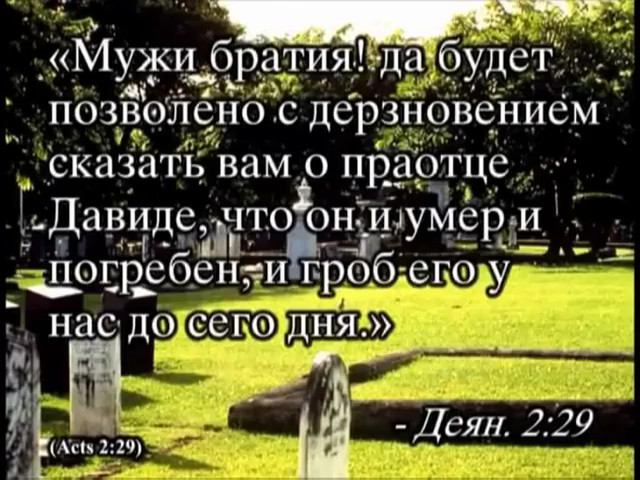 «Мужи братия! да будет
позволено с дерзновением
сказать вам о праотце
Давиде, что он и умер и
погребен, и гроб его у
нас до сего дня.»
- Деян. 2:29
(Acts 2:29)